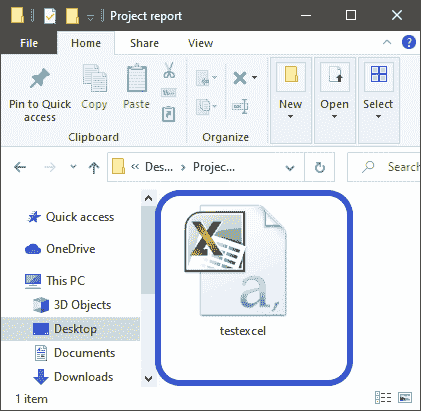 Project report
File Home Share View
Pin to Quick access
Copy
Paste
Clipboard
Organize
New
Open
Select
Des...
Projec...
Search
Quick access
OneDrive
This PC
3D Objects
Desktop
Documents
Downloads
a,
testexcel
1 item